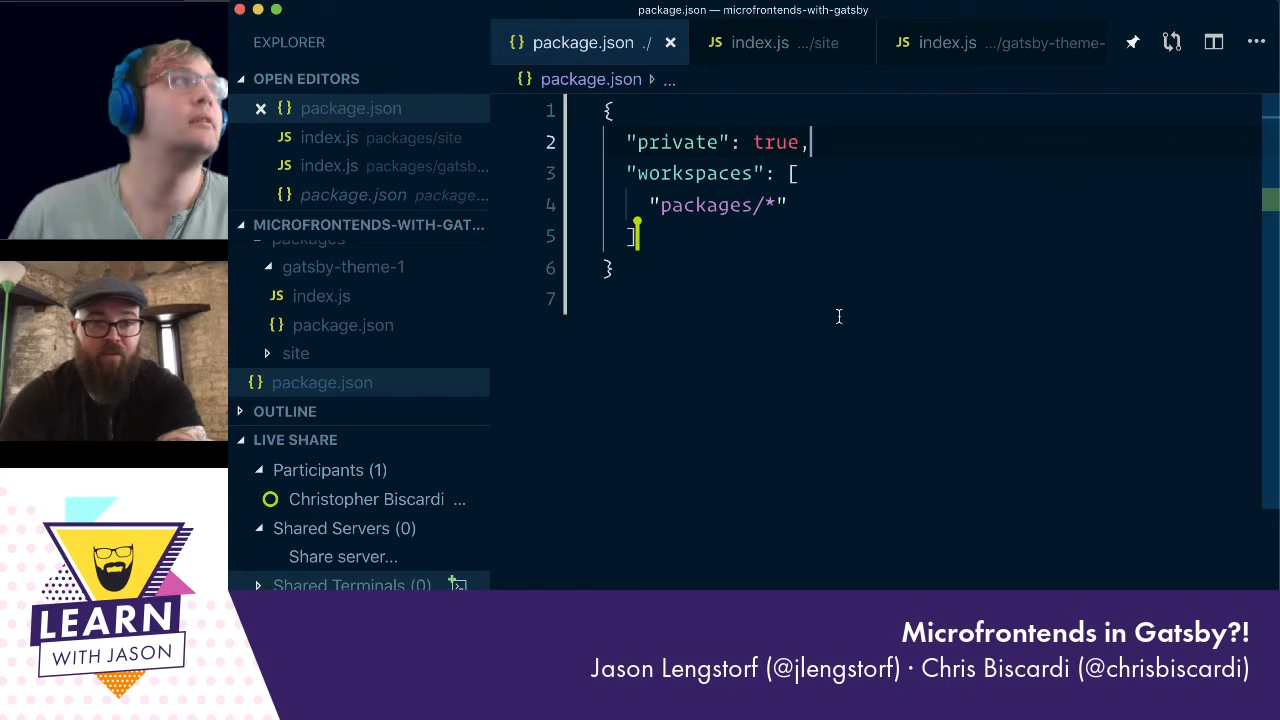 package.json — microfrontends-with-gatsby
EXPLORER
{} package.json ./
JS index.js .../site
JS index.js .../gatsby-theme-
OPEN EDITORS
{} package.json
JS index.js packages/site
JS index.js packages/gatsb...
{} package.json package...
MICROFRONTENDS-WITH-GAT...
packages
gatsby-theme-1
JS index.js
{} package.json
site
{} package.json
OUTLINE
LIVE SHARE
Participants (1)
Christopher Biscardi ...
Shared Servers (0)
Share server...
Shared Terminals (0)
{} package.json ...
1 {
2 "private": true,
3 "workspaces": [
4 "packages/*"
5 ]
6 }
7
LEARN
WITH JASON
Microfrontends in Gatsby?!
Jason Lengstorf (@jlengstorf) · Chris Biscardi (@chrisbiscardi)